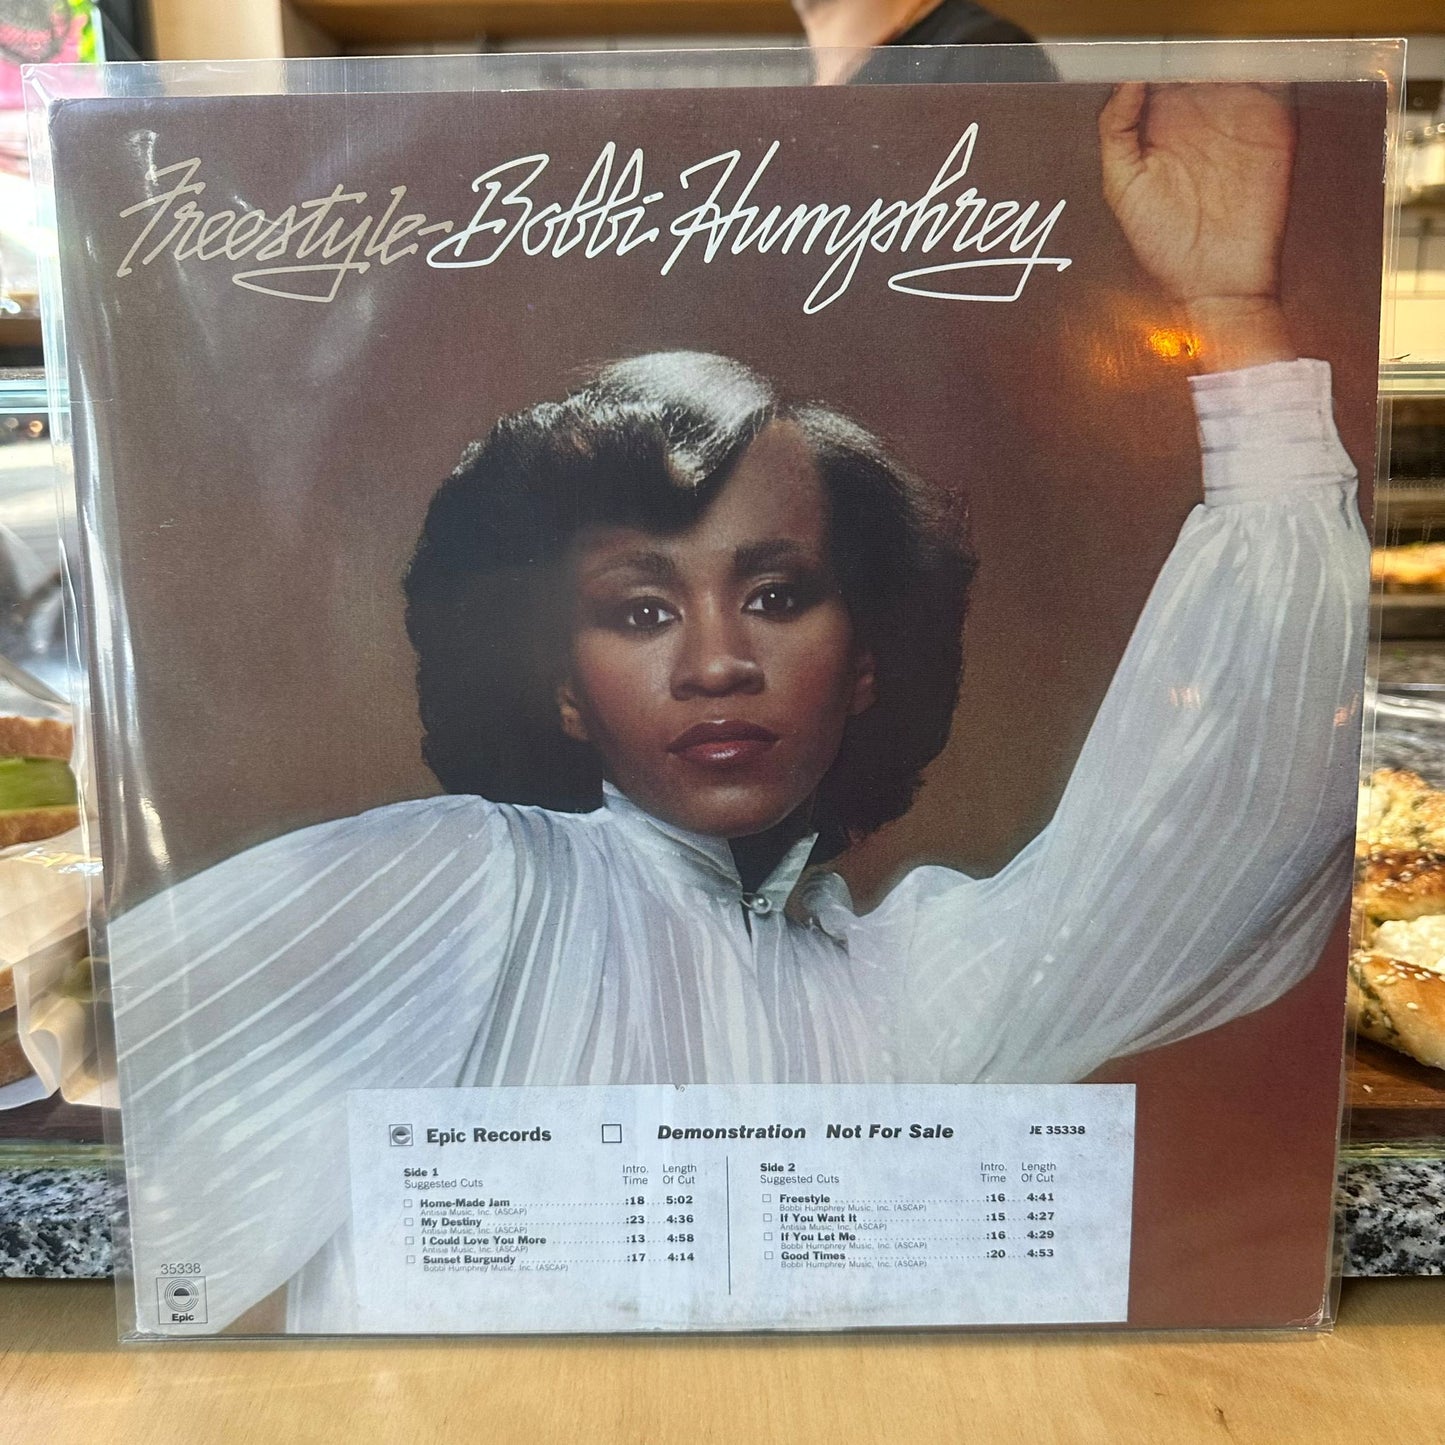 Freestyle-Bobbi Humphrey
Epic Records Demonstration Not For Sale JE 35338
Side 1 Intro. Length
Suggested Cuts Time Of Cut
Home-Made Jam :18 5:02
Antisia Music, Inc. (ASCAP)
My Destiny :23 4:36
Antisia Music, Inc. (ASCAP)
I Could Love You More :13 4:58
Antisia Music, Inc. (ASCAP)
Sunset Burgundy :17 4:14
Bobbi Humphrey Music, Inc. (ASCAP)
Side 2 Intro. Length
Suggested Cuts Time Of Cut
Freestyle :16 4:41
Bobbi Humphrey Music, Inc. (ASCAP)
If You Want It :15 4:27
Antisia Music, Inc. (ASCAP)
If You Let Me :16 4:29
Bobbi Humphrey Music, Inc. (ASCAP)
Good Times :20 4:53
Bobbi Humphrey Music, Inc. (ASCAP)
35338
Epic